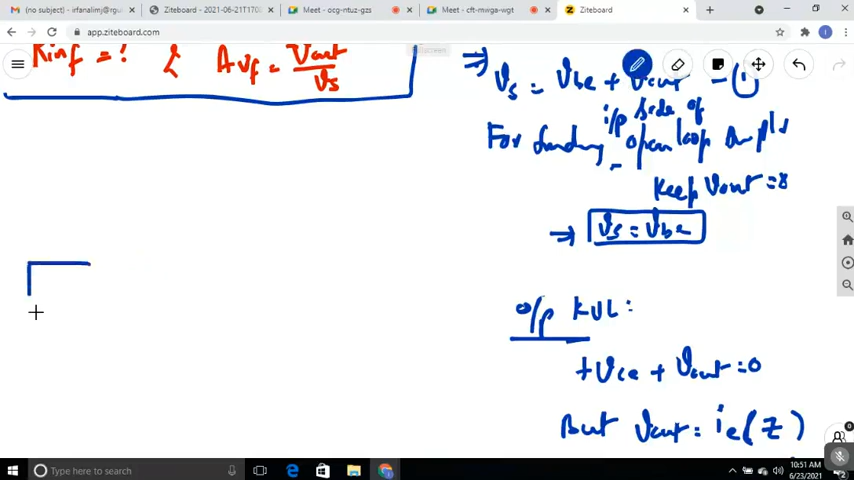 (no subject) - irfanalimj@rgu
Ziteboard - 2021-06-21T1700
Meet - ocg-ntuz-gzs
Meet - cft-mwga-wgt
Ziteboard
app.ziteboard.com
Rinf = ? & Avf = Vout/Vs
⇒ Vs = Vbe + Vout - (1)
i/p side of
For finding open loop Ampl
keep Vout = 0
⇒ Vs = Vbe
o/p KVL:
+Vce + Vout = 0
But Vout = ie(Z)
Type here to search
10:51 AM
6/23/2021